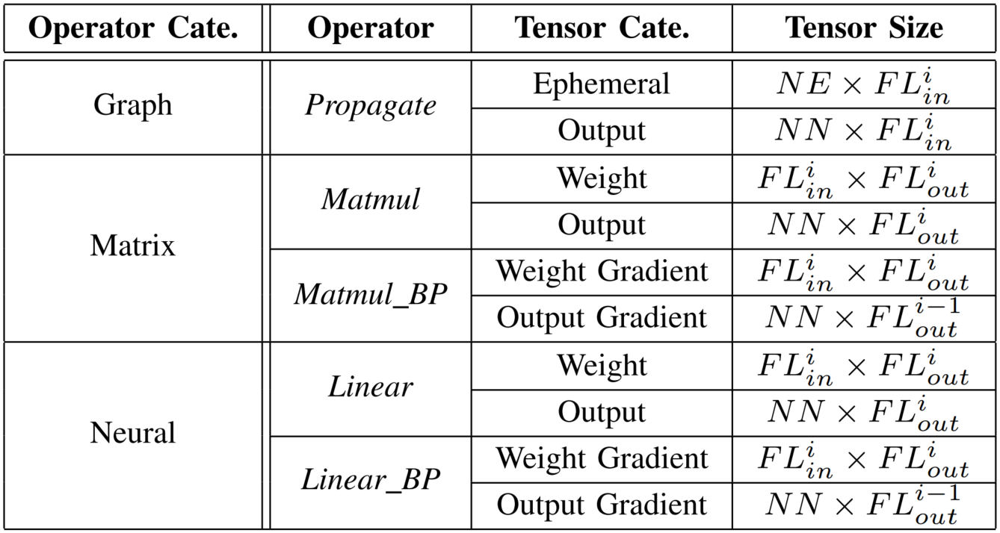 Operator Cate. Operator Tensor Cate. Tensor Size
Graph Propagate Ephemeral $NE \times FL_{in}^{i}$
Output $NN \times FL_{in}^{i}$
Matrix Matmul Weight $FL_{in}^{i} \times FL_{out}^{i}$
Output $NN \times FL_{out}^{i}$
Matmul_BP Weight Gradient $FL_{in}^{i} \times FL_{out}^{i}$
Output Gradient $NN \times FL_{out}^{i-1}$
Neural Linear Weight $FL_{in}^{i} \times FL_{out}^{i}$
Output $NN \times FL_{out}^{i}$
Linear_BP Weight Gradient $FL_{in}^{i} \times FL_{out}^{i}$
Output Gradient $NN \times FL_{out}^{i-1}$